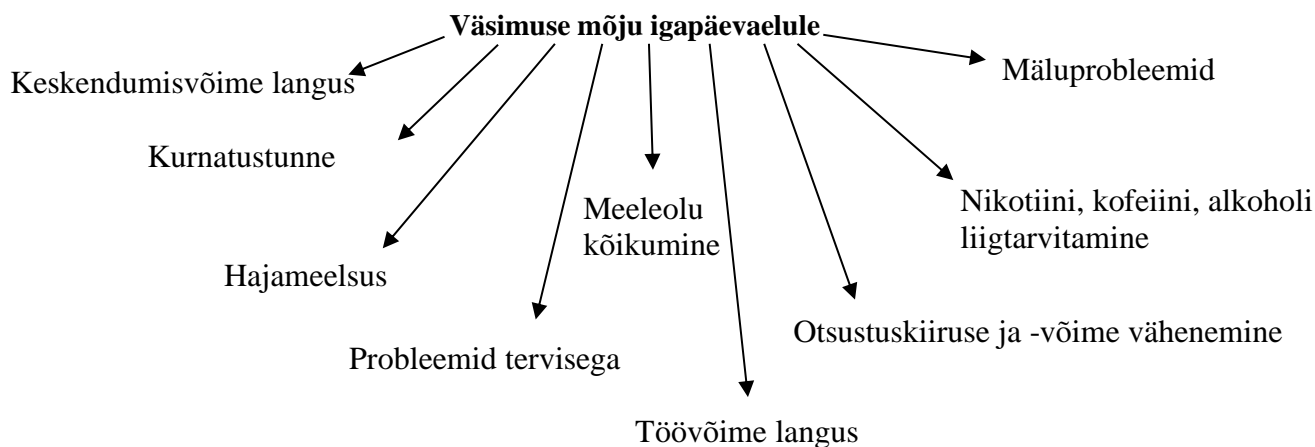 Väsimuse mõju igapäevaelule
Keskendumisvõime langus
Mäluprobleemid
Kurnatustunne
Meeleolu
kõikumine
Nikotiini, kofeiini, alkoholi
liigtarvitamine
Hajameelsus
Otsustuskiiruse ja -võime vähenemine
Probleemid tervisega
Töövõime langus